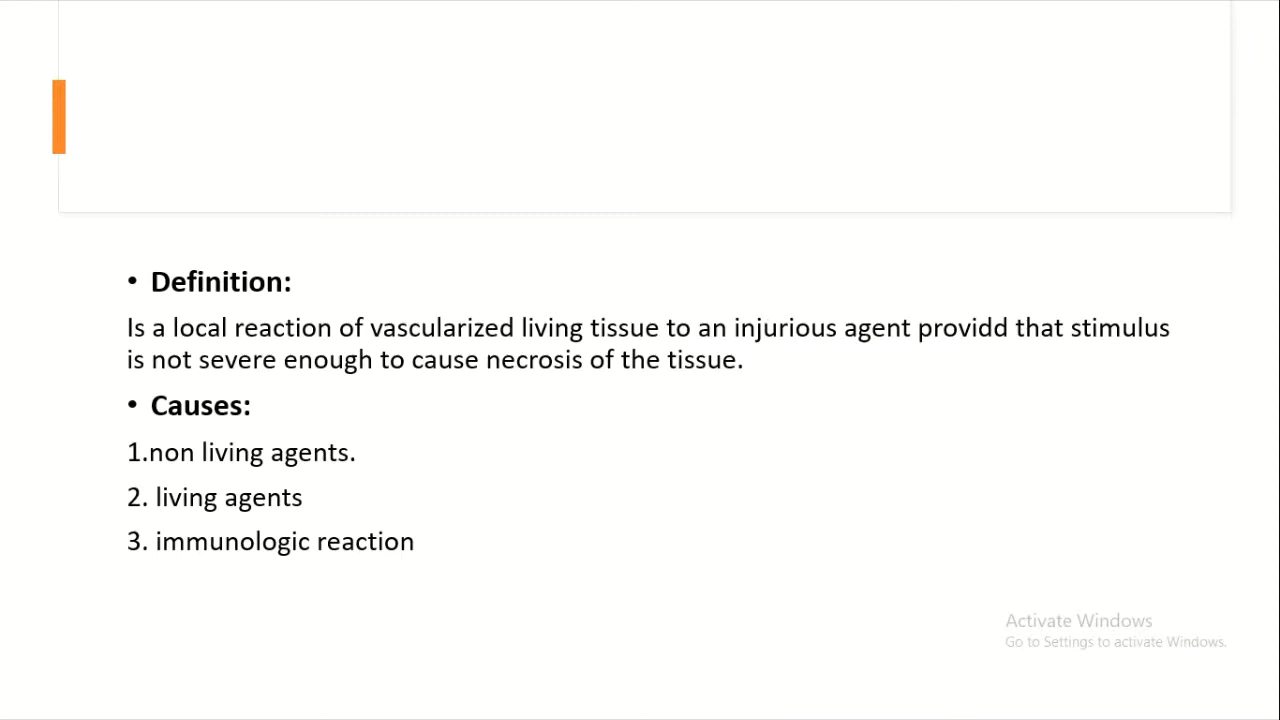 • Definition:
Is a local reaction of vascularized living tissue to an injurious agent providd that stimulus
is not severe enough to cause necrosis of the tissue.
• Causes:
1.non living agents.
2. living agents
3. immunologic reaction
Activate Windows
Go to Settings to activate Windows.